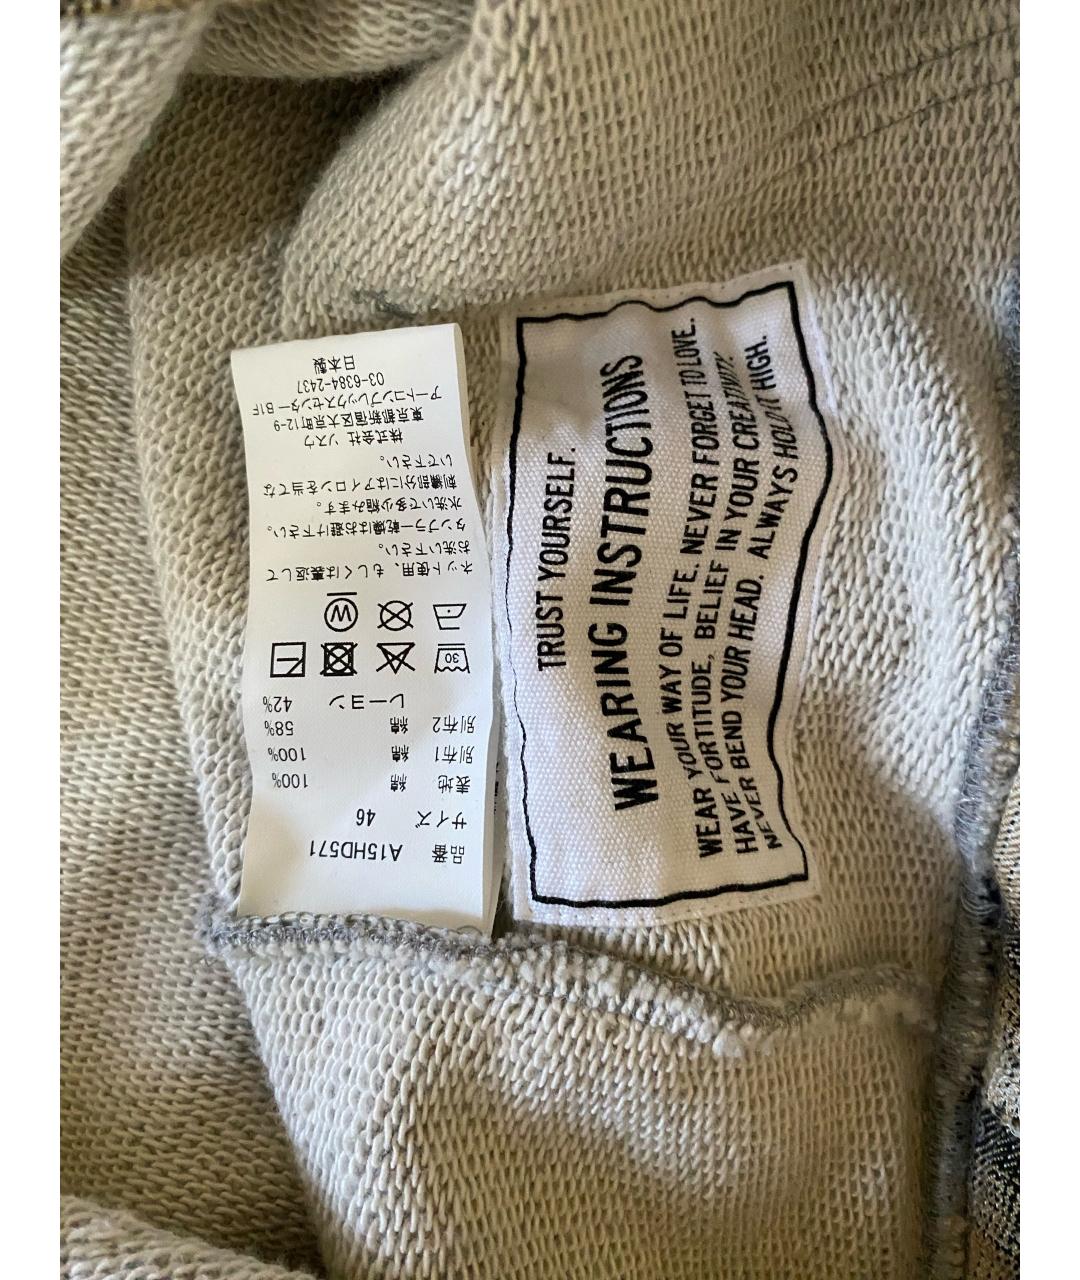 品番 A15HD571
サイズ 46
表地 綿 100%
別布1 綿 100%
別布2 綿 58%
レーヨン 42%
30
W
ネット使用、もしくは裏返して
お洗い下さい。
タンブラー乾燥はお避け下さい。
水洗いで多少縮みます。
刺繍部分にはアイロンを当てな
いで下さい。
株式会社 ソスウ
東京都新宿区大京町12-9
アートコンプレックスセンターB1F
03-6384-2437
日本製
TRUST YOURSELF.
WEARING INSTRUCTIONS
WEAR YOUR WAY OF LIFE. NEVER FORGET TO LOVE.
HAVE FORTITUDE, BELIEF IN YOUR CREATIVITY.
NEVER BEND YOUR HEAD. ALWAYS HOLD IT HIGH.